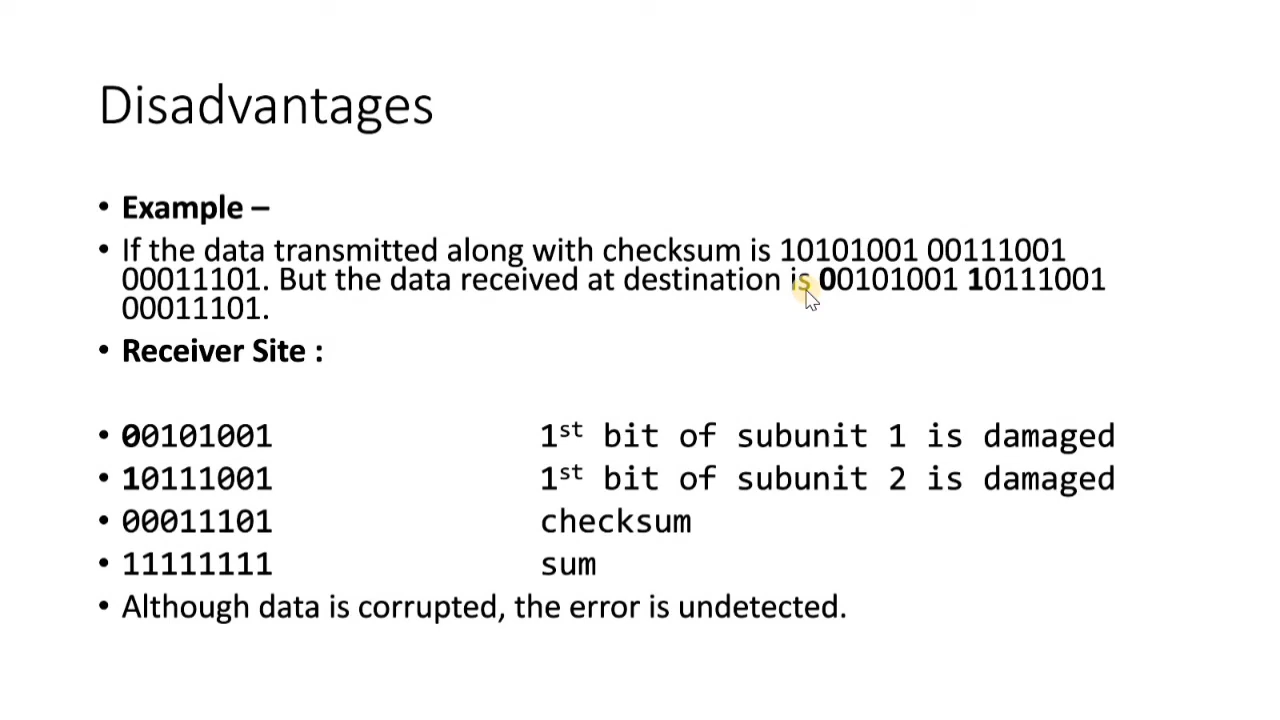 Disadvantages
• Example –
• If the data transmitted along with checksum is 10101001 00111001
00011101. But the data received at destination is 00101001 10111001
00011101.
• Receiver Site :
• 00101001 1st bit of subunit 1 is damaged
• 10111001 1st bit of subunit 2 is damaged
• 00011101 checksum
• 11111111 sum
• Although data is corrupted, the error is undetected.